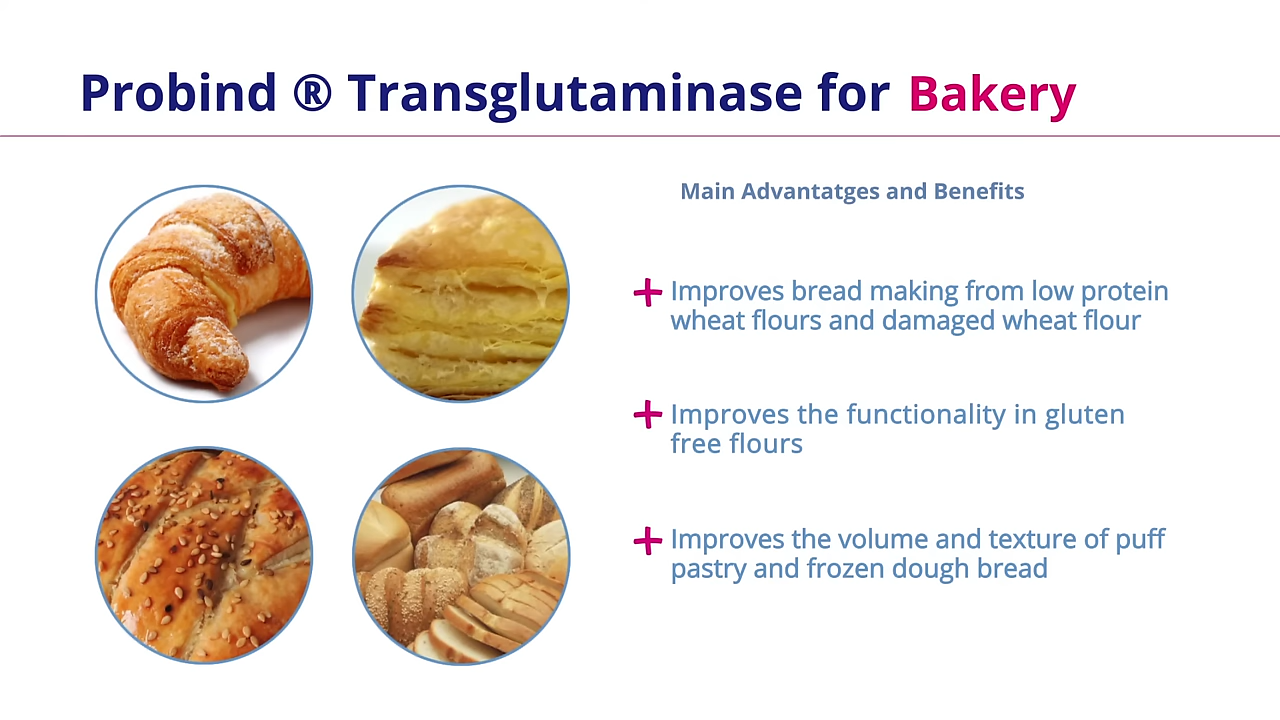 Probind ® Transglutaminase for Bakery
Main Advantatges and Benefits
Improves bread making from low protein
wheat flours and damaged wheat flour
Improves the functionality in gluten
free flours
Improves the volume and texture of puff
pastry and frozen dough bread